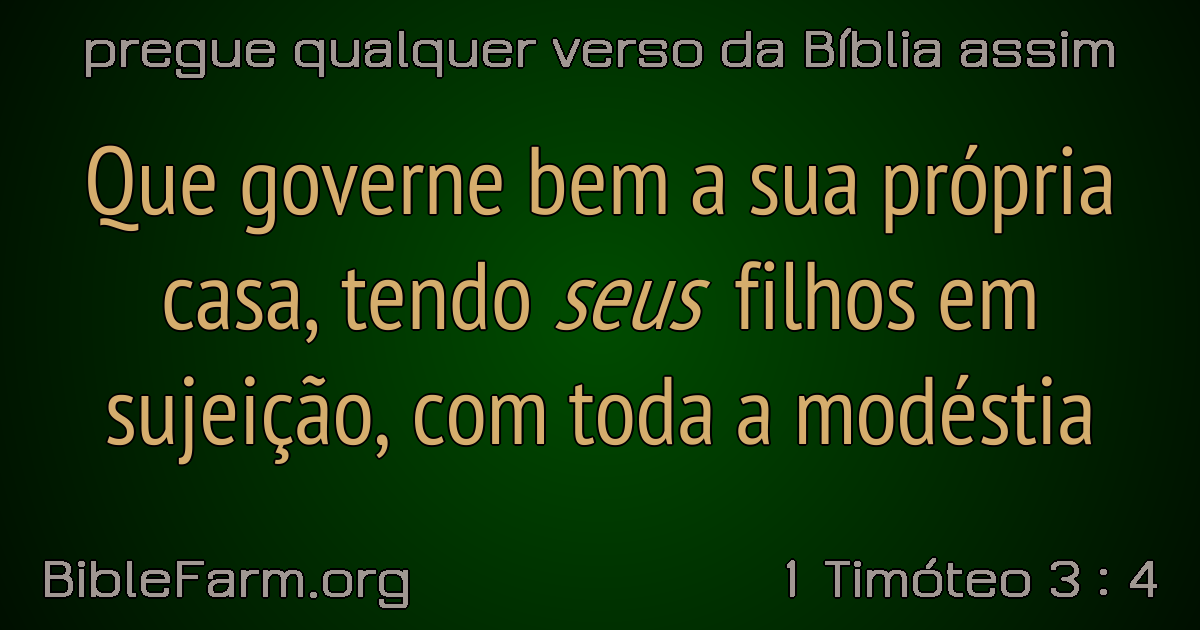 pregue qualquer verso da Bíblia assim
Que governe bem a sua própria
casa, tendo seus filhos em
sujeição, com toda a modéstia
BibleFarm.org
1 Timóteo 3 : 4